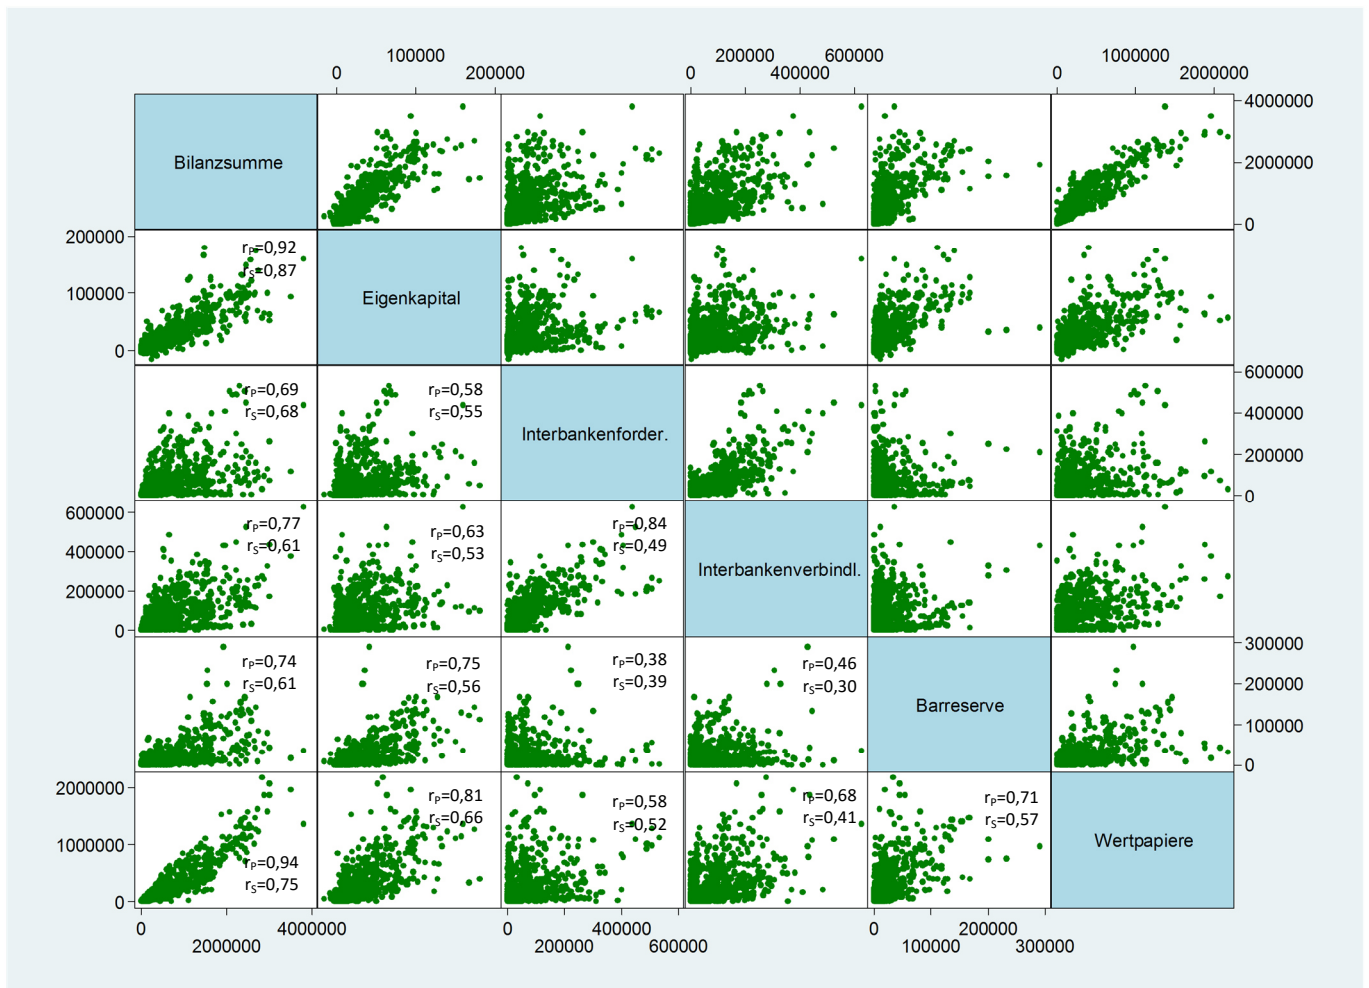 100000
200000
600000
1000000
0
200000
0
400000
0
2000000
Bilanzsumme
4000000
2000000
0
200000
100000
0
rP=0,92
rS=0,87
Eigenkapital
rP=0,69
rS=0,68
rP=0,58
rS=0,55
Interbankenforder.
600000
400000
200000
0
600000
400000
200000
0
rP=0,77
rS=0,61
rP=0,63
rS=0,53
rP=0,84
rS=0,49
Interbankenverbindl.
rP=0,74
rS=0,61
rP=0,75
rS=0,56
rP=0,38
rS=0,39
rP=0,46
rS=0,30
Barreserve
300000
200000
100000
0
2000000
1000000
0
rP=0,94
rS=0,75
rP=0,81
rS=0,66
rP=0,58
rS=0,52
rP=0,68
rS=0,41
rP=0,71
rS=0,57
Wertpapiere
0
4000000
0
400000
0
200000
2000000
200000
600000
100000
300000